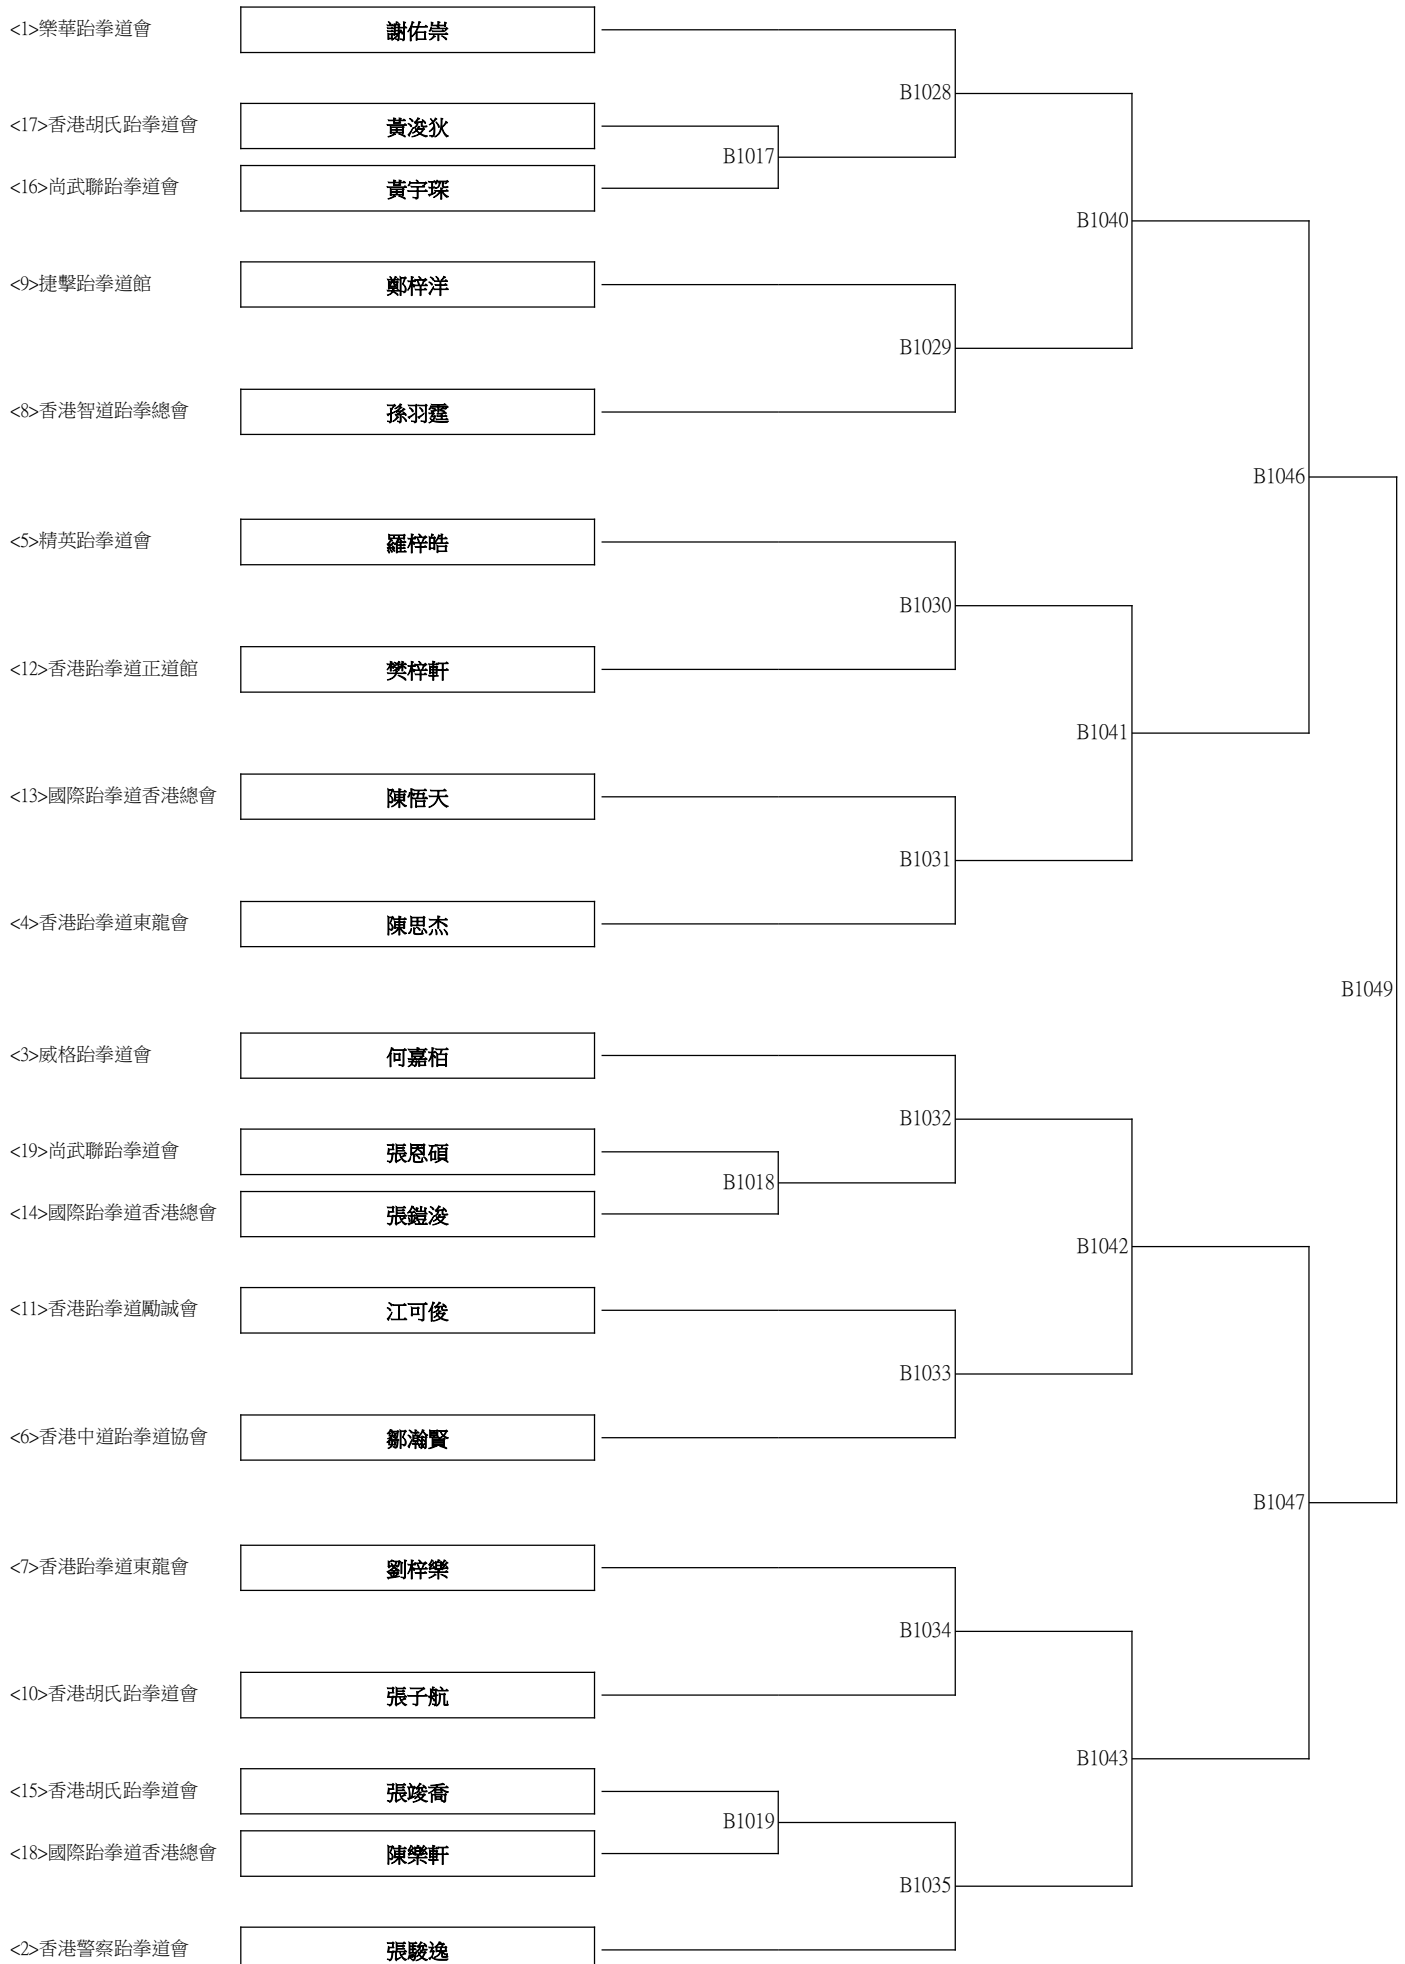 <1>樂華跆拳道會 謝佑崇
B1028
<17>香港胡氏跆拳道會 黃浚狄
B1017
<16>尚武聯跆拳道會 黃宇琛
B1040
<9>捷擊跆拳道館 鄭梓洋
B1029
<8>香港智道跆拳總會 孫羽霆
B1046
<5>精英跆拳道會 羅梓皓
B1030
<12>香港跆拳道正道館 樊梓軒
B1041
<13>國際跆拳道香港總會 陳悟天
B1031
<4>香港跆拳道東龍會 陳思杰
B1049
<3>威格跆拳道會 何嘉栢
B1032
<19>尚武聯跆拳道會 張恩碩
B1018
<14>國際跆拳道香港總會 張鎧浚
B1042
<11>香港跆拳道勵誠會 江可俊
B1033
<6>香港中道跆拳道協會 鄒瀚賢
B1047
<7>香港跆拳道東龍會 劉梓樂
B1034
<10>香港胡氏跆拳道會 張子航
B1043
<15>香港胡氏跆拳道會 張竣喬
B1019
<18>國際跆拳道香港總會 陳樂軒
B1035
<2>香港警察跆拳道會 張駿逸